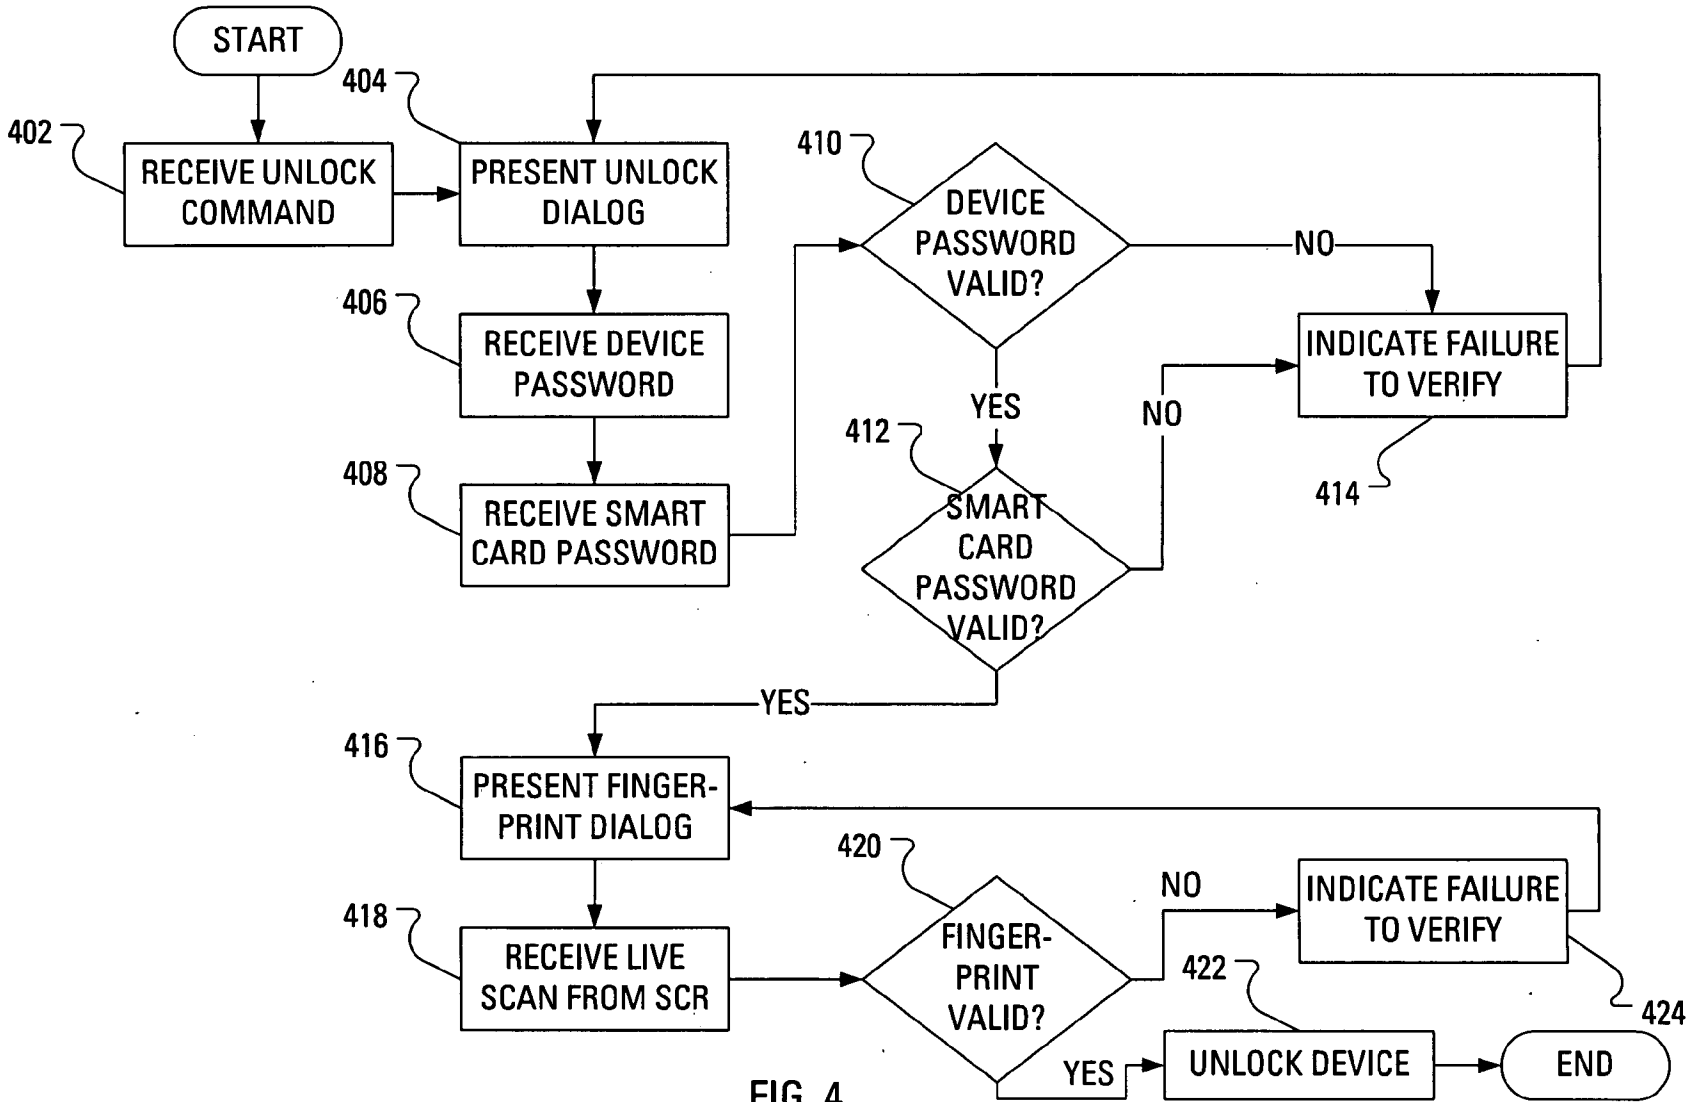 START
402
RECEIVE UNLOCK
COMMAND
404
PRESENT UNLOCK
DIALOG
406
RECEIVE DEVICE
PASSWORD
408
RECEIVE SMART
CARD PASSWORD
410
DEVICE
PASSWORD
VALID?
NO
YES
412
SMART
CARD
PASSWORD
VALID?
NO
INDICATE FAILURE
TO VERIFY
414
YES
416
PRESENT FINGER-
PRINT DIALOG
418
RECEIVE LIVE
SCAN FROM SCR
420
FINGER-
PRINT
VALID?
NO
INDICATE FAILURE
TO VERIFY
424
YES
422
UNLOCK DEVICE
END
FIG. 4